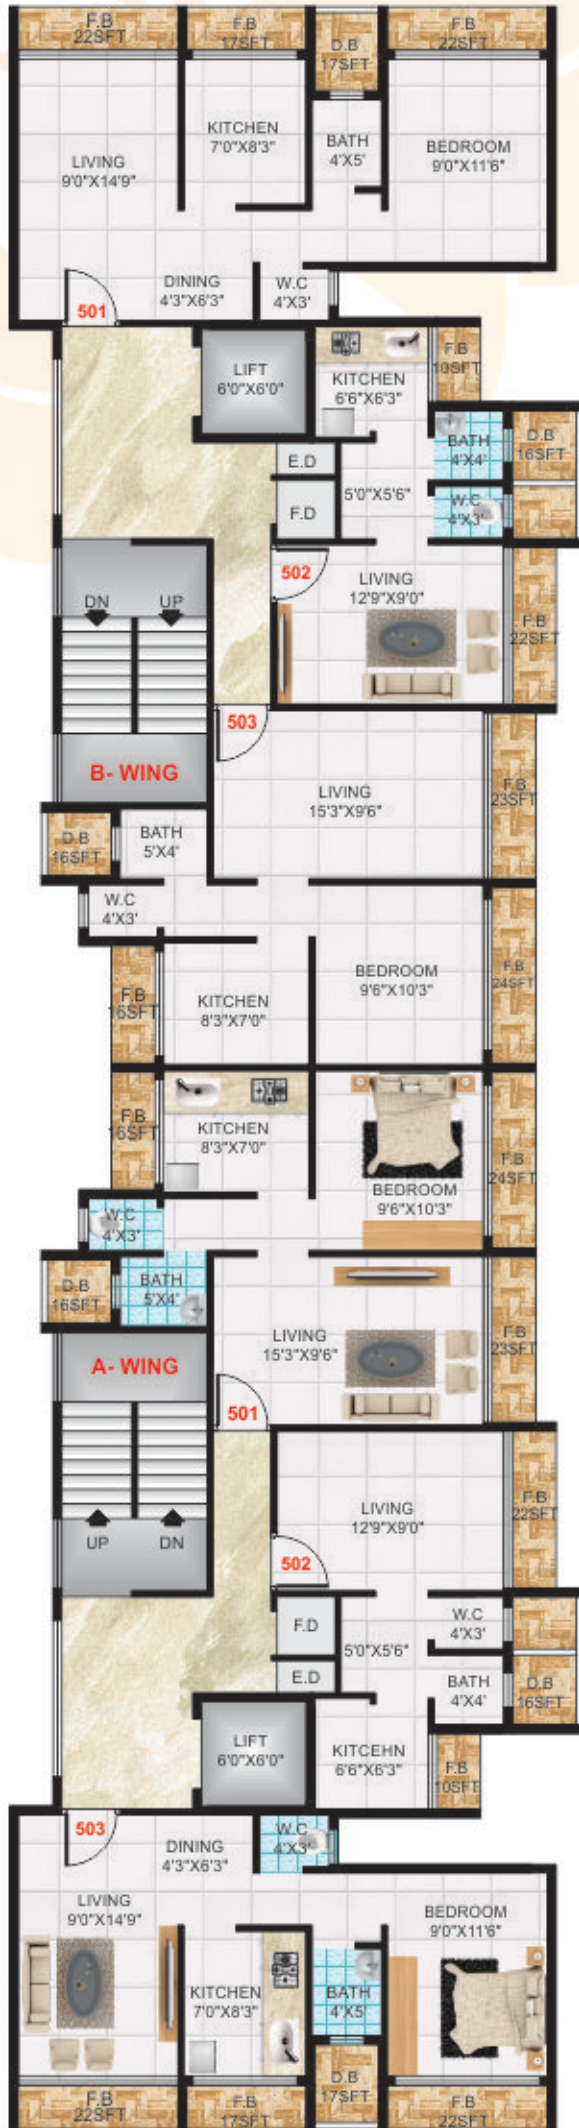 F.B
22SFT
F.B
17SFT
D.B
17SFT
F.B
22SFT
LIVING
9'0"X14'9"
KITCHEN
7'0"X8'3"
BATH
4'X5'
BEDROOM
9'0"X11'6"
DINING
4'3"X6'3"
W.C
4'X3'
501
LIFT
6'0"X6'0"
KITCHEN
6'6"X6'3"
F.B
10SFT
E.D
F.D
5'0"X5'6"
BATH
4'X4'
D.B
16SFT
W.C
4'X3'
502
LIVING
12'9"X9'0"
F.B
22SFT
DN
UP
B- WING
503
LIVING
15'3"X9'6"
F.B
23SFT
D.B
16SFT
BATH
5'X4'
W.C
4'X3'
F.B
16SFT
KITCHEN
8'3"X7'0"
BEDROOM
9'6"X10'3"
F.B
24SFT
F.B
16SFT
KITCHEN
8'3"X7'0"
BEDROOM
9'6"X10'3"
F.B
24SFT
W.C
4'X3'
D.B
16SFT
BATH
5'X4'
A- WING
LIVING
15'3"X9'6"
F.B
23SFT
501
UP
DN
LIVING
12'9"X9'0"
F.B
22SFT
502
F.D
E.D
5'0"X5'6"
W.C
4'X3'
BATH
4'X4'
D.B
16SFT
LIFT
6'0"X6'0"
KITCEHN
6'6"X6'3"
F.B
10SFT
503
DINING
4'3"X6'3"
W.C
4'X3'
LIVING
9'0"X14'9"
BEDROOM
9'0"X11'6"
KITCHEN
7'0"X8'3"
BATH
4'X5'
F.B
22SFT
F.B
17SFT
D.B
17SFT
F.B
22SFT